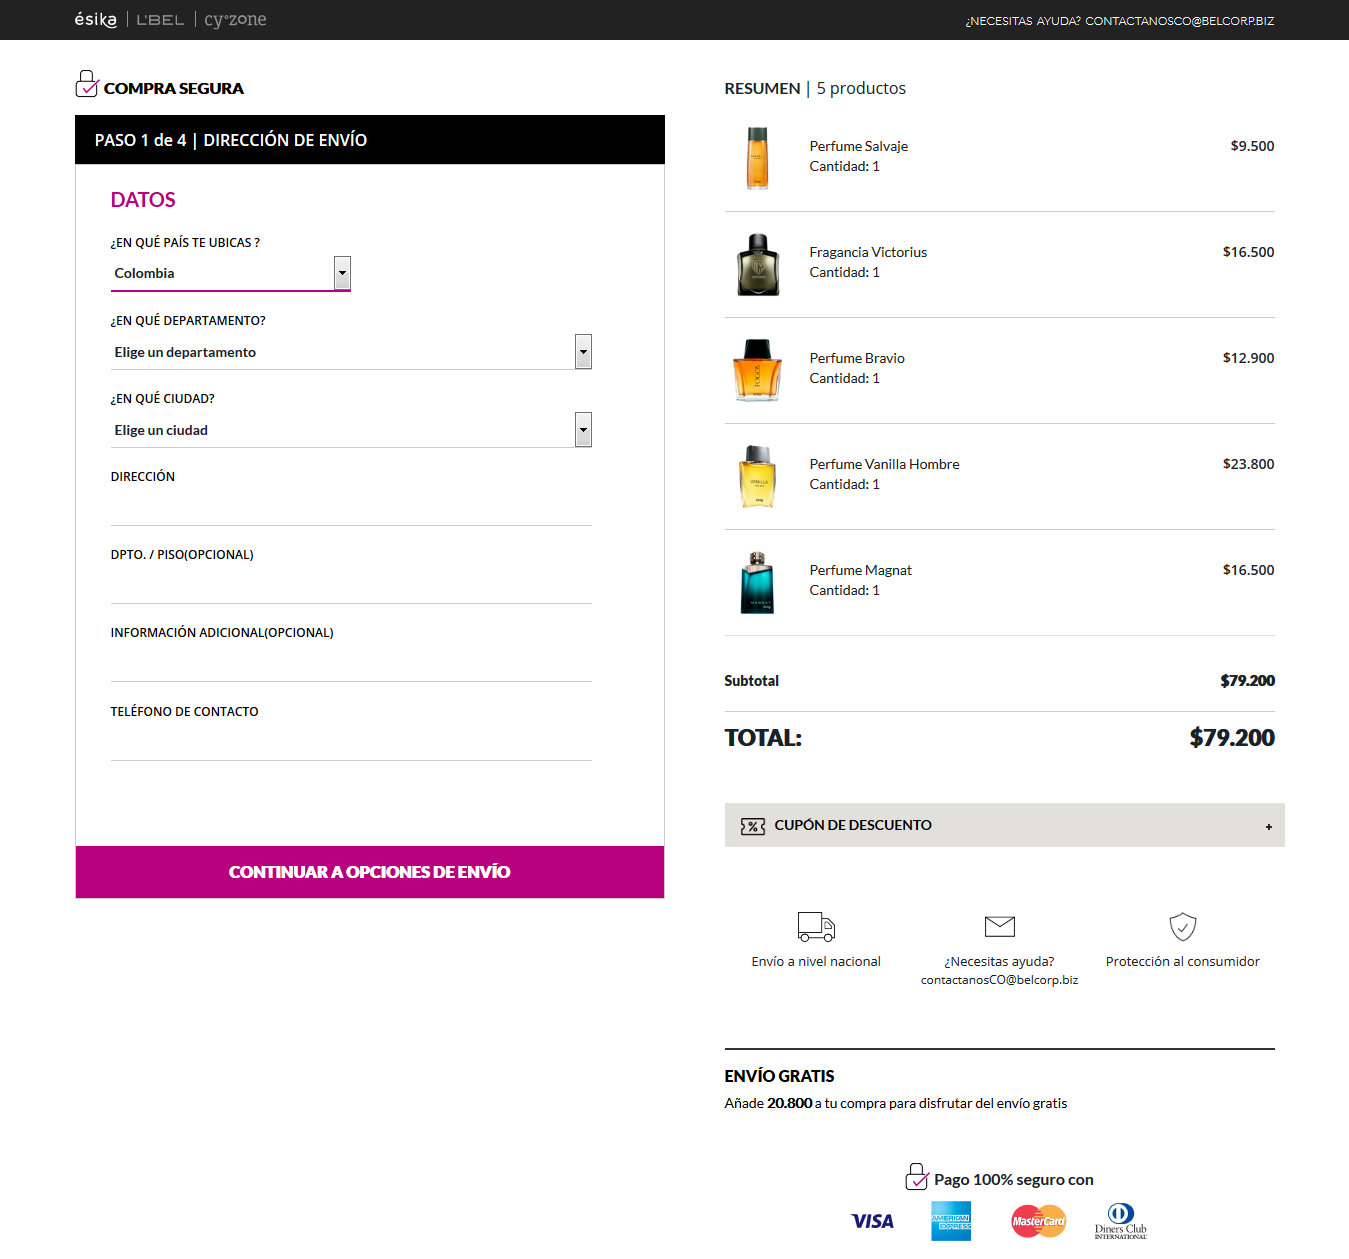 ésika | L'BEL | cy°zone
¿NECESITAS AYUDA? CONTACTANOSCO@BELCORP.BIZ
COMPRA SEGURA
PASO 1 de 4 | DIRECCIÓN DE ENVÍO
DATOS
¿EN QUÉ PAÍS TE UBICAS ?
Colombia
¿EN QUÉ DEPARTAMENTO?
Elige un departamento
¿EN QUÉ CIUDAD?
Elige un ciudad
DIRECCIÓN
DPTO. / PISO(OPCIONAL)
INFORMACIÓN ADICIONAL(OPCIONAL)
TELÉFONO DE CONTACTO
CONTINUAR A OPCIONES DE ENVÍO
RESUMEN | 5 productos
Perfume Salvaje $9.500
Cantidad: 1
Fragancia Victorius $16.500
Cantidad: 1
FOGOS
Perfume Bravio $12.900
Cantidad: 1
VANILLA
Perfume Vanilla Hombre $23.800
Cantidad: 1
MAGNAT
Perfume Magnat $16.500
Cantidad: 1
Subtotal $79.200
TOTAL: $79.200
% CUPÓN DE DESCUENTO +
Envío a nivel nacional
¿Necesitas ayuda?
contactanosCO@belcorp.biz
Protección al consumidor
ENVÍO GRATIS
Añade 20.800 a tu compra para disfrutar del envío gratis
Pago 100% seguro con
VISA
AMERICAN EXPRESS
MasterCard
Diners Club
INTERNATIONAL